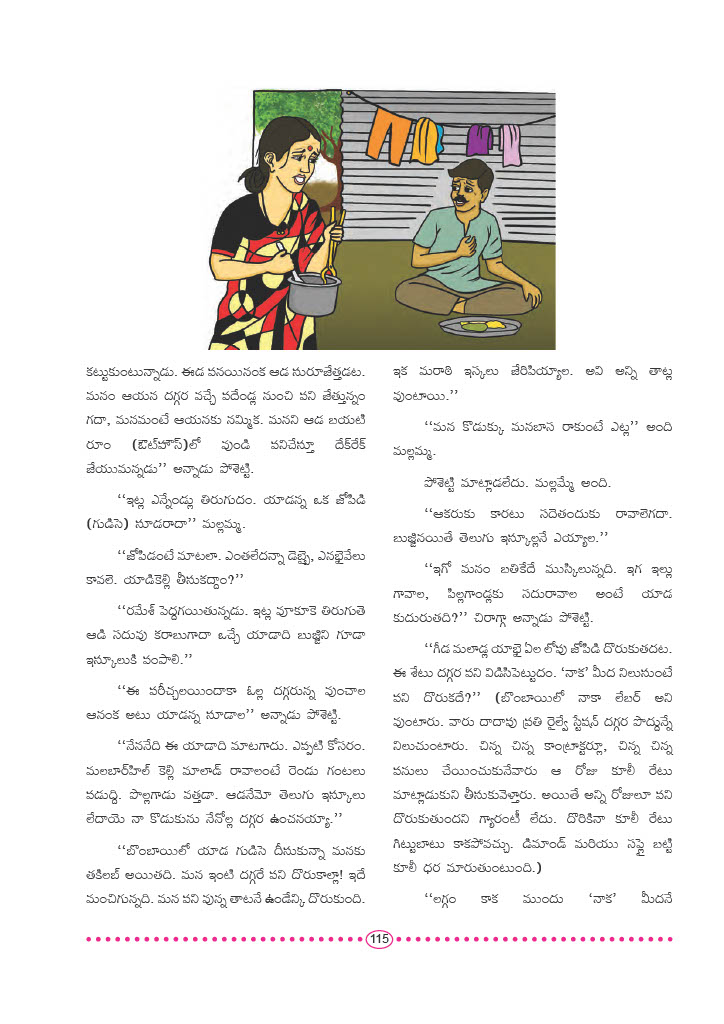 కట్టుకుంటున్నాడు. ఈడ పనయినంక ఆడ సురూజేత్తడట.
మనం ఆయన దగ్గర వచ్చే పదేండ్ల నుంచి పని జేత్తున్నం
గదా, మనమంటే ఆయనకు నమ్మిక. మనని ఆడ బయటి
రూం (ఔట్‌హౌస్)లో వుండి పనిచేస్తూ దేక్‌రేక్
జేయుమన్నడు’’ అన్నాడు పోశెట్టి.
‘‘ఇట్ల ఎన్నేండ్లు తిరుగుదం. యాడన్న ఒక జోపిడి
(గుడిసె) సూడరాదా’’ మల్లమ్మ.
‘‘జోపిడంటే మాటలా. ఎంతలేదన్నా డెబ్బై, ఎనభైవేలు
కావలె. యాడికెల్లి తీసుకద్దాం?’’
‘‘రమేశ్ పెద్దగయితున్నడు. ఇట్ల వూకూకె తిరుగుతె
ఆడి సదువు కరాబుగాదా ఒచ్చే యాడాది బుజ్జిని గూడా
ఇస్కూలుకి పంపాలి.’’
‘‘ఈ పరీచ్చలయిందాకా ఓల్ల దగ్గరున్న వుంచాల
ఆనంక అటు యాడన్న సూడాల’’ అన్నాడు పోశెట్టి.
‘‘నేననేది ఈ యాడాది మాటగాదు. ఎప్పటి కోసరం.
మలబార్‌హిల్ కెల్లి మాలాడ్ రావాలంటే రెండు గంటలు
పడుద్ది. పొల్లగాడు వత్తడా. ఆడనేమో తెలుగు ఇస్కూలు
లేదాయె నా కొడుకును నేనోల్ల దగ్గర ఉంచనయ్యా.’’
‘‘బొంబాయిలో యాడ గుడిసె దీసుకున్నా మనకు
తకిలబ్ అయితది. మన ఇంటి దగ్గరే పని దొరుకాల్లా! ఇదే
మంచిగున్నది. మన పని వున్న తాటనే ఉండేన్కి దొరుకుంది.
ఇక మరాఠి ఇస్కలు జేరిపియ్యాల. అవి అన్ని తాట్ల
వుంటాయి.’’
‘‘మన కొడుక్కు మనబాస రాకుంటే ఎట్ల’’ అంది
మల్లమ్మ.
పోశెట్టి మాట్లాడలేదు. మల్లమ్మే అంది.
‘‘ఆకరుకు కారటు సదెతందుకు రావాలెగదా.
బుజ్జినయితే తెలుగు ఇస్కూల్లనే ఎయ్యాల.’’
‘‘ఇగో మనం బతికేదే ముస్కిలున్నది. ఇగ ఇల్లు
గావాల, పిల్లగాండ్లకు సదురావాల అంటే యాడ
కుదురుతది?’’ చిరాగ్గా అన్నాడు పోశెట్టి.
‘‘గీడ మలాడ్ల యాభై ఏల లోపు జోపిడి దొరుకుతదట.
ఈ శేటు దగ్గర పని విడిసిపెట్టుదం. ‘నాక’ మీద నిలుసుంటే
పని దొరుకదే?’’ (బొంబాయిలో నాకా లేబర్ అని
వుంటారు. వారు దాదాపు ప్రతి రైల్వే స్టేషన్ దగ్గర పొద్దున్నే
నిలుచుంటారు. చిన్న చిన్న కాంట్రాక్టర్లూ, చిన్న చిన్న
పనులు చేయించుకునేవారు ఆ రోజు కూలీ రేటు
మాట్లాడుకుని తీసుకువెళ్తారు. అయితే అన్ని రోజులూ పని
దొరుకుతుందని గ్యారంటీ లేదు. దొరికినా కూలీ రేటు
గిట్టుబాటు కాకపోవచ్చు. డిమాండ్ మరియు సప్లై బట్టి
కూలీ ధర మారుతుంటుంది.)
‘‘లగ్గం కాక ముందు ‘నాక’ మీదనే
115